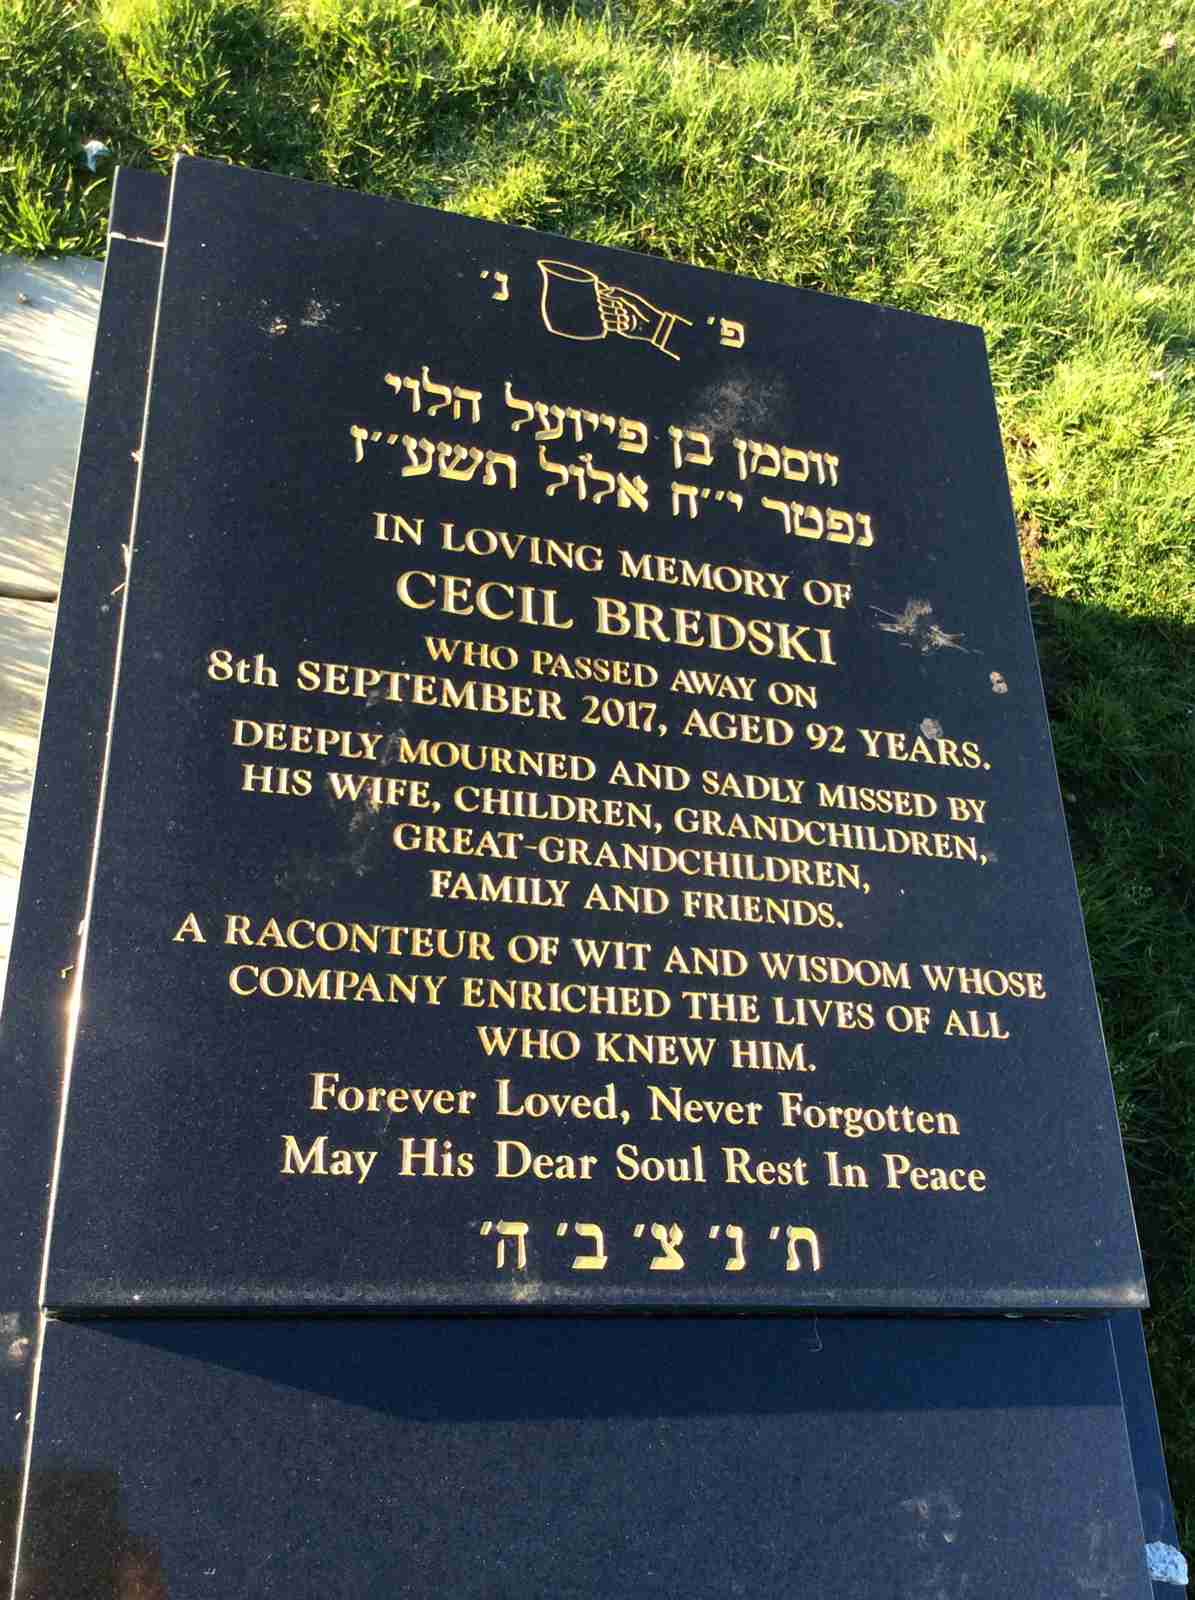 פ׳ נ׳
זוסמן בן פייועל הלוי
נפטר י׳׳ח אלול תשע׳׳ז
IN LOVING MEMORY OF
CECIL BREDSKI
WHO PASSED AWAY ON
8th SEPTEMBER 2017, AGED 92 YEARS.
DEEPLY MOURNED AND SADLY MISSED BY
HIS WIFE, CHILDREN, GRANDCHILDREN,
GREAT-GRANDCHILDREN,
FAMILY AND FRIENDS.
A RACONTEUR OF WIT AND WISDOM WHOSE
COMPANY ENRICHED THE LIVES OF ALL
WHO KNEW HIM.
Forever Loved, Never Forgotten
May His Dear Soul Rest In Peace
ת׳ נ׳ צ׳ ב׳ ה׳